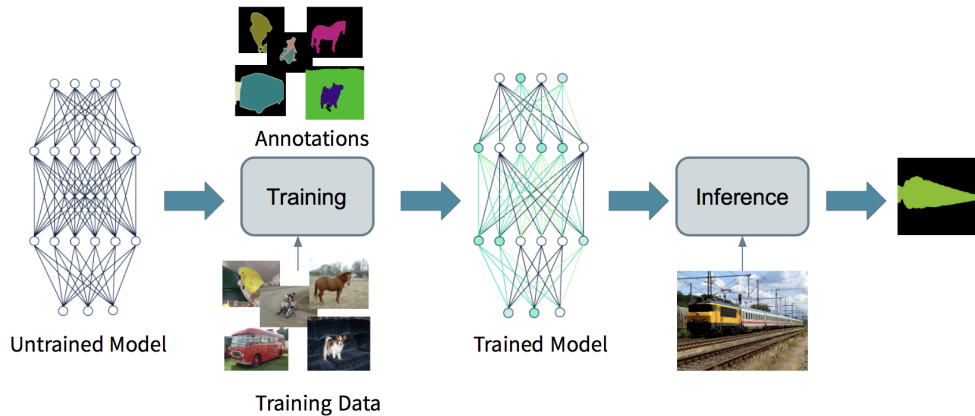 Annotations
Training
Inference
Untrained Model
Trained Model
Training Data